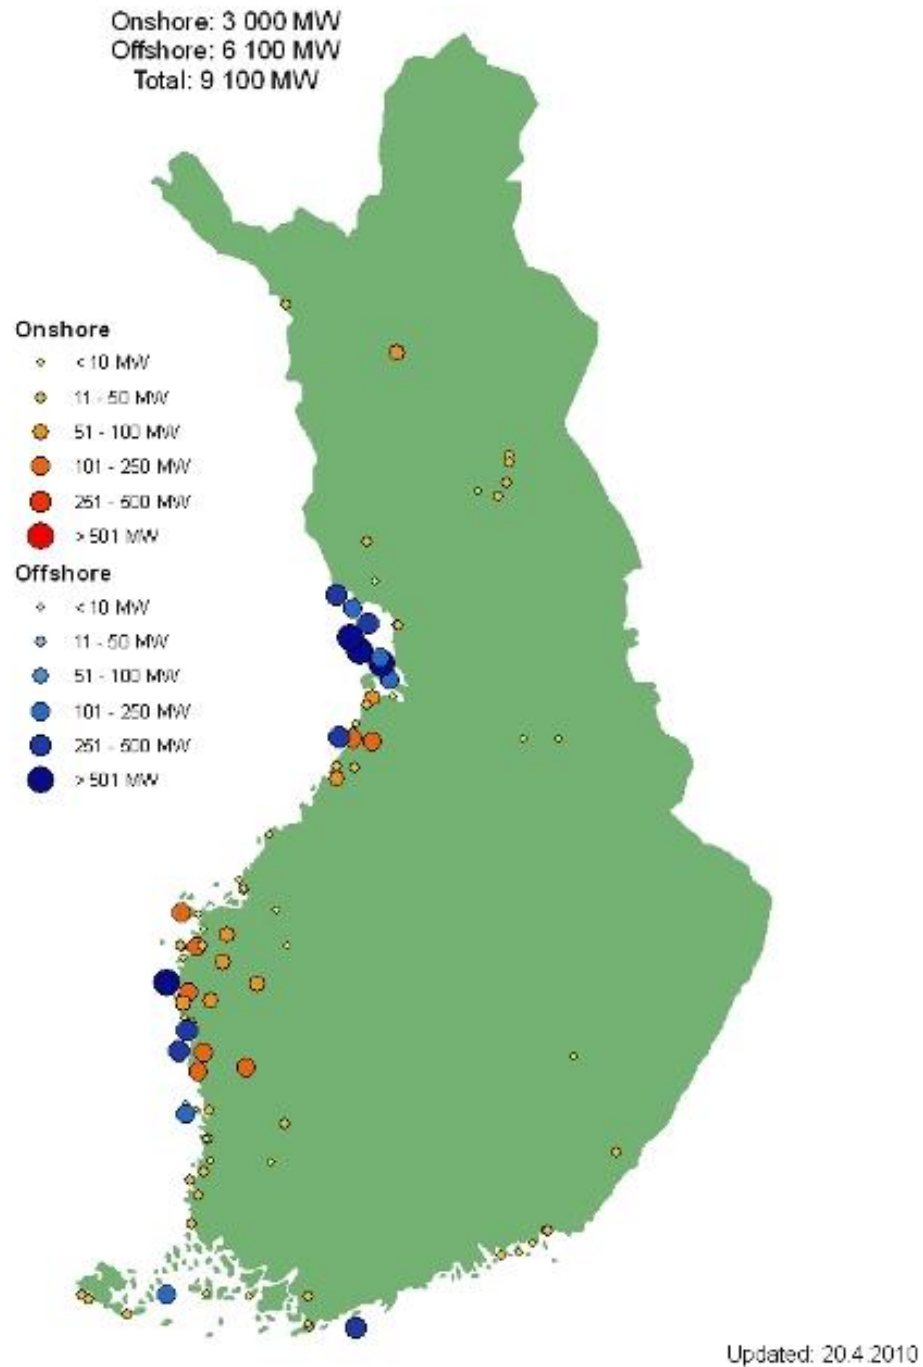 Onshore: 3 000 MW
Offshore: 6 100 MW
Total: 9 100 MW
Onshore
< 10 MW
11 - 50 MW
51 - 100 MW
101 - 250 MW
251 - 500 MW
> 501 MW
Offshore
< 10 MW
11 - 50 MW
51 - 100 MW
101 - 250 MW
251 - 500 MW
> 501 MW
Updated: 20.4.2010